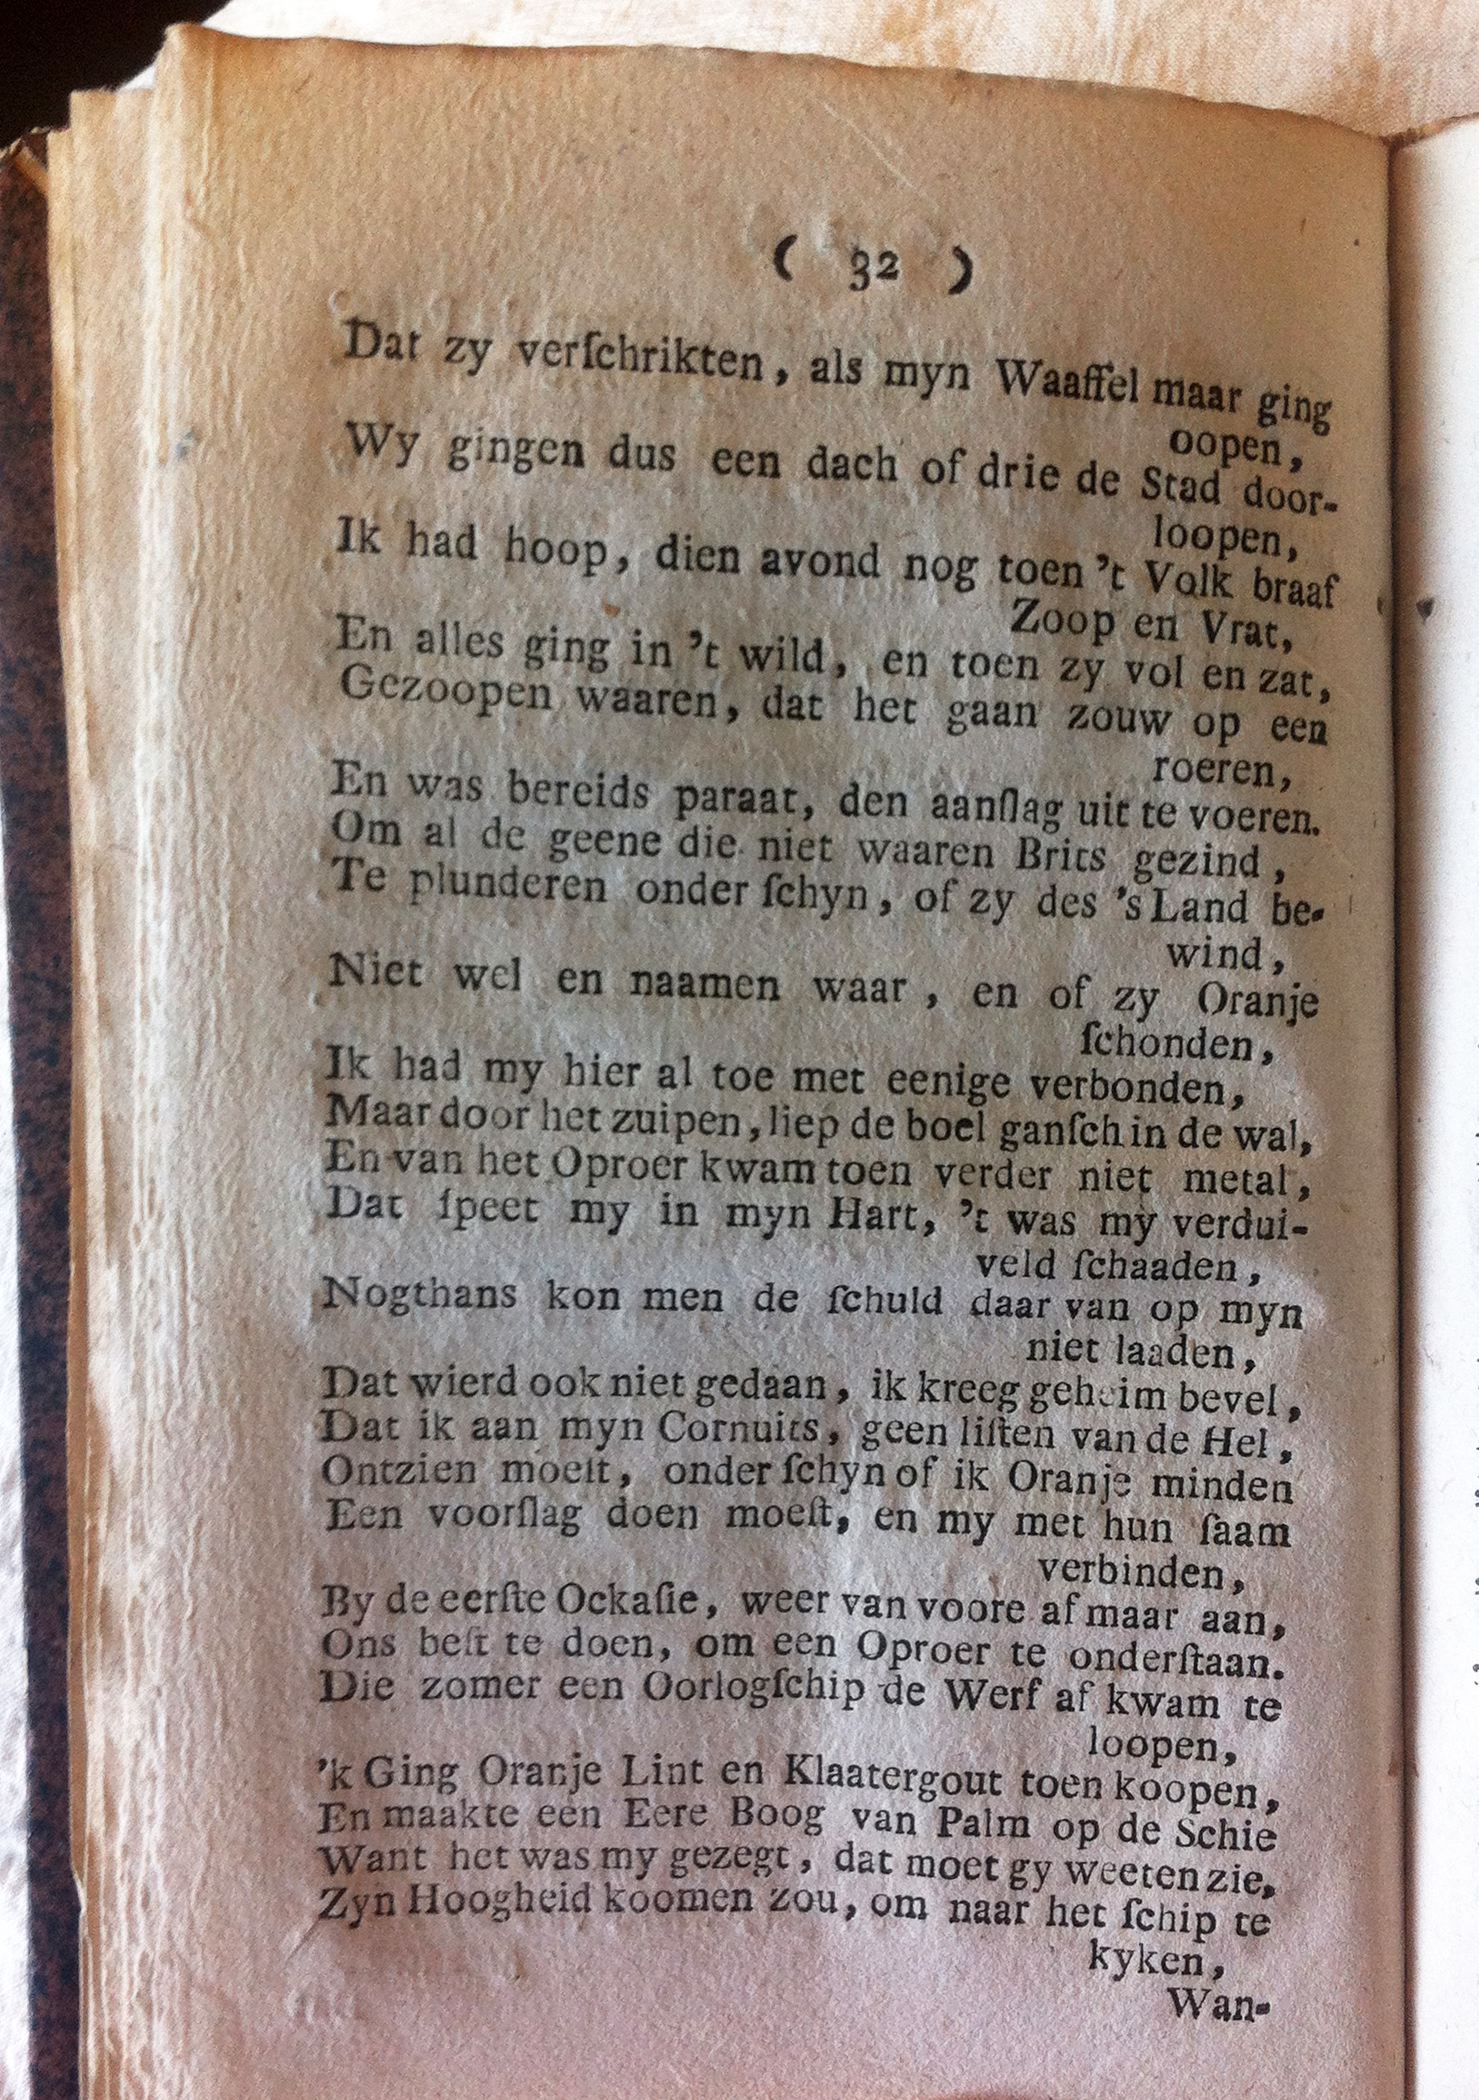 ( 32 )
Dat zy verſchrikten, als myn Waaffel maar ging
oopen,
Wy gingen dus een dach of drie de Stad door-
loopen,
Ik had hoop, dien avond nog toen 't Volk braaf
Zoop en Vrat,
En alles ging in 't wild, en toen zy vol en zat,
Gezoopen waaren, dat het gaan zouw op een
roeren,
En was bereids paraat, den aanſlag uit te voeren.
Om al de geene die niet waaren Brits gezind,
Te plunderen onder ſchyn, of zy des 's Land be-
wind,
Niet wel en naamen waar, en of zy Oranje
ſchonden,
Ik had my hier al toe met eenige verbonden,
Maar door het zuipen, liep de boel ganſch in de wal,
En van het Oproer kwam toen verder niet metal,
Dat ſpeet my in myn Hart, 't was my verdui-
veld ſchaaden,
Nogthans kon men de ſchuld daar van op myn
niet laaden,
Dat wierd ook niet gedaan, ik kreeg geheim bevel,
Dat ik aan myn Cornuits, geen liſten van de Hel,
Ontzien moeſt, onder ſchyn of ik Oranje minden
Een voorſlag doen moeſt, en my met hun ſaam
verbinden,
By de eerſte Ockaſie, weer van voore af maar aan,
Ons beſt te doen, om een Oproer te onderſtaan.
Die zomer een Oorlogſchip de Werf af kwam te
loopen,
'k Ging Oranje Lint en Klaatergout toen koopen,
En maakte een Eere Boog van Palm op de Schie
Want het was my gezegt, dat moet gy weeten zie,
Zyn Hoogheid koomen zou, om naar het ſchip te
kyken,
Wan-